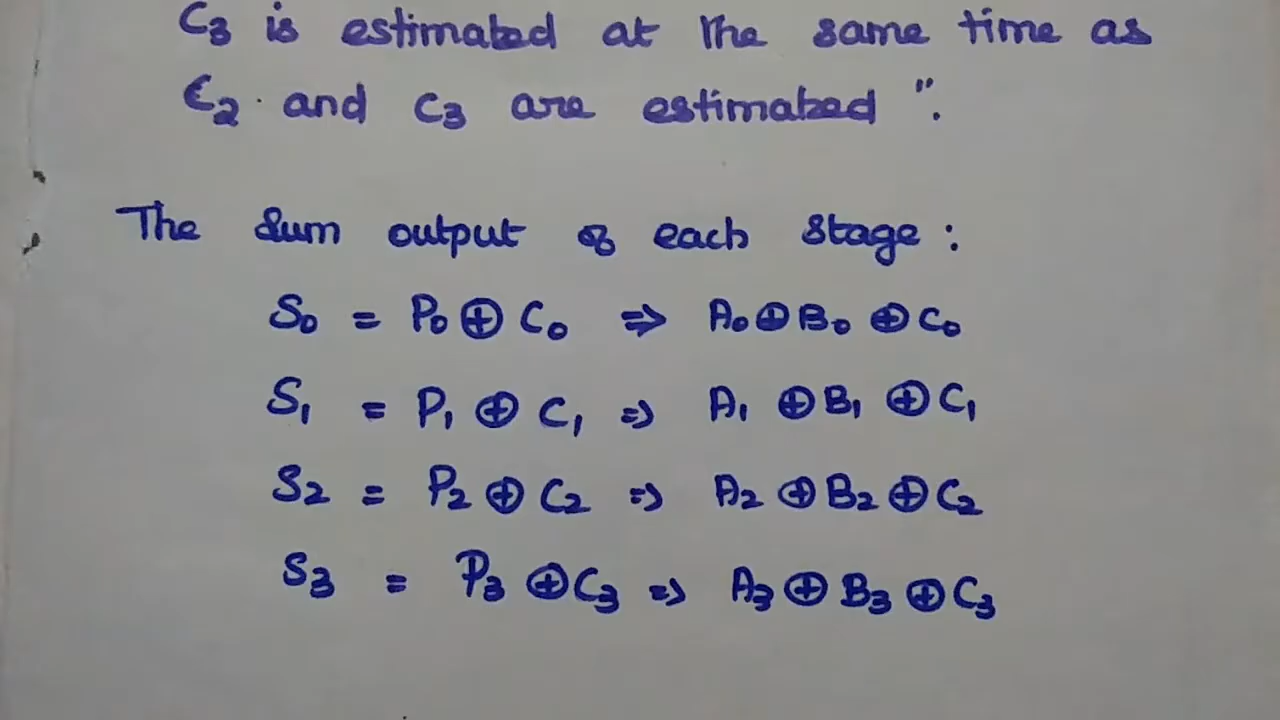 C3 is estimated at the same time as
C2 and C3 are estimated ".
The Sum output of each stage :
S0 = P0 ⊕ C0 => A0 ⊕ B0 ⊕ C0
S1 = P1 ⊕ C1 => A1 ⊕ B1 ⊕ C1
S2 = P2 ⊕ C2 => A2 ⊕ B2 ⊕ C2
S3 = P3 ⊕ C3 => A3 ⊕ B3 ⊕ C3